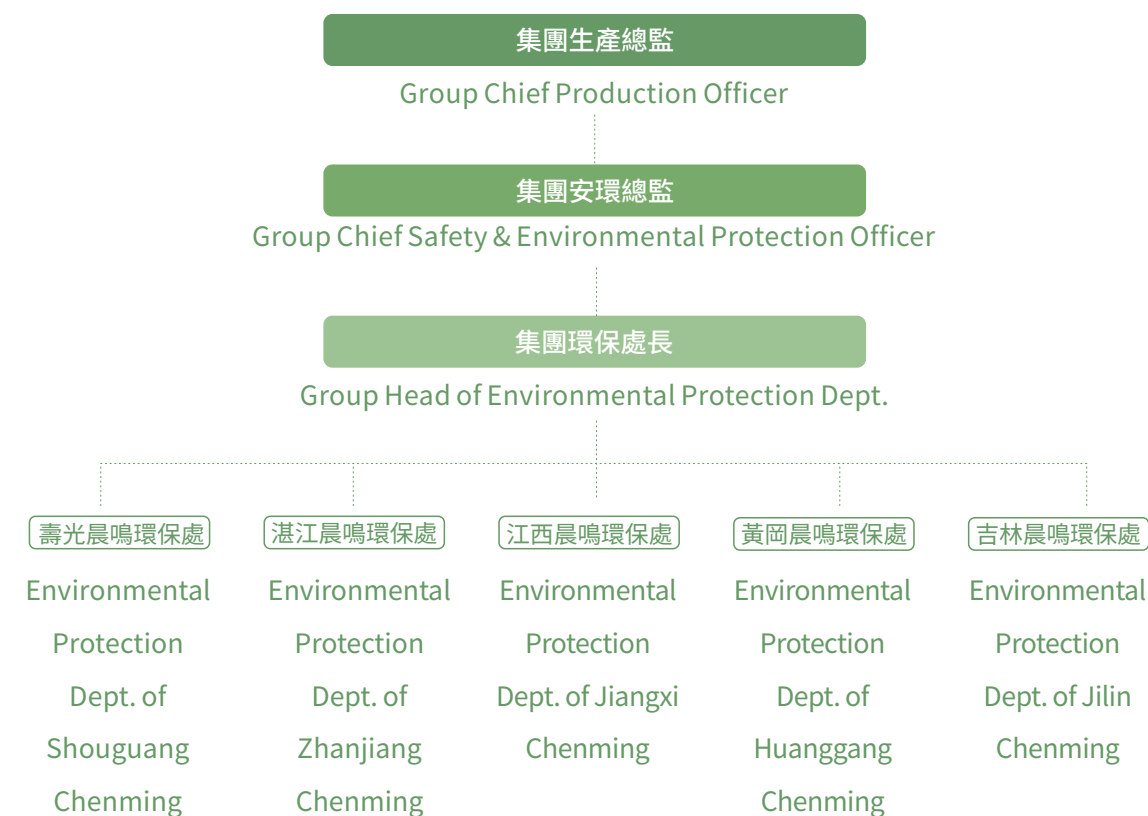 集團生產總監
Group Chief Production Officer
集團安環總監
Group Chief Safety & Environmental Protection Officer
集團環保處長
Group Head of Environmental Protection Dept.
壽光晨鳴環保處
Environmental
Protection
Dept. of
Shouguang
Chenming
湛江晨鳴環保處
Environmental
Protection
Dept. of
Zhanjiang
Chenming
江西晨鳴環保處
Environmental
Protection
Dept. of Jiangxi
Chenming
黃岡晨鳴環保處
Environmental
Protection
Dept. of
Huanggang
Chenming
吉林晨鳴環保處
Environmental
Protection
Dept. of Jilin
Chenming